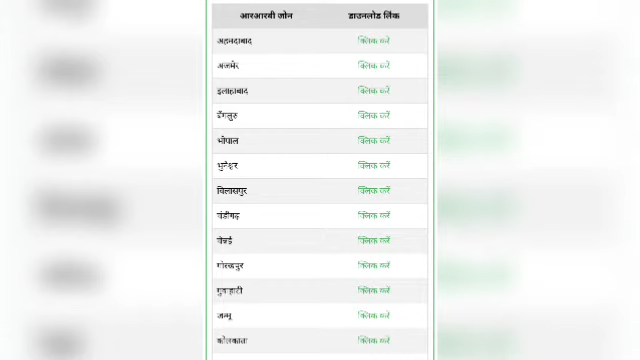 आरआरबी जोन डाउनलोड लिंक
अहमदाबाद क्लिक करें
अजमेर क्लिक करें
इलाहाबाद क्लिक करें
बेंगलुरु क्लिक करें
भोपाल क्लिक करें
भुनेश्वर क्लिक करें
बिलासपुर क्लिक करें
चंडीगढ़ क्लिक करें
चेन्नई क्लिक करें
गोरखपुर क्लिक करें
गुवाहाटी क्लिक करें
जम्मू क्लिक करें
कोलकाता क्लिक करें